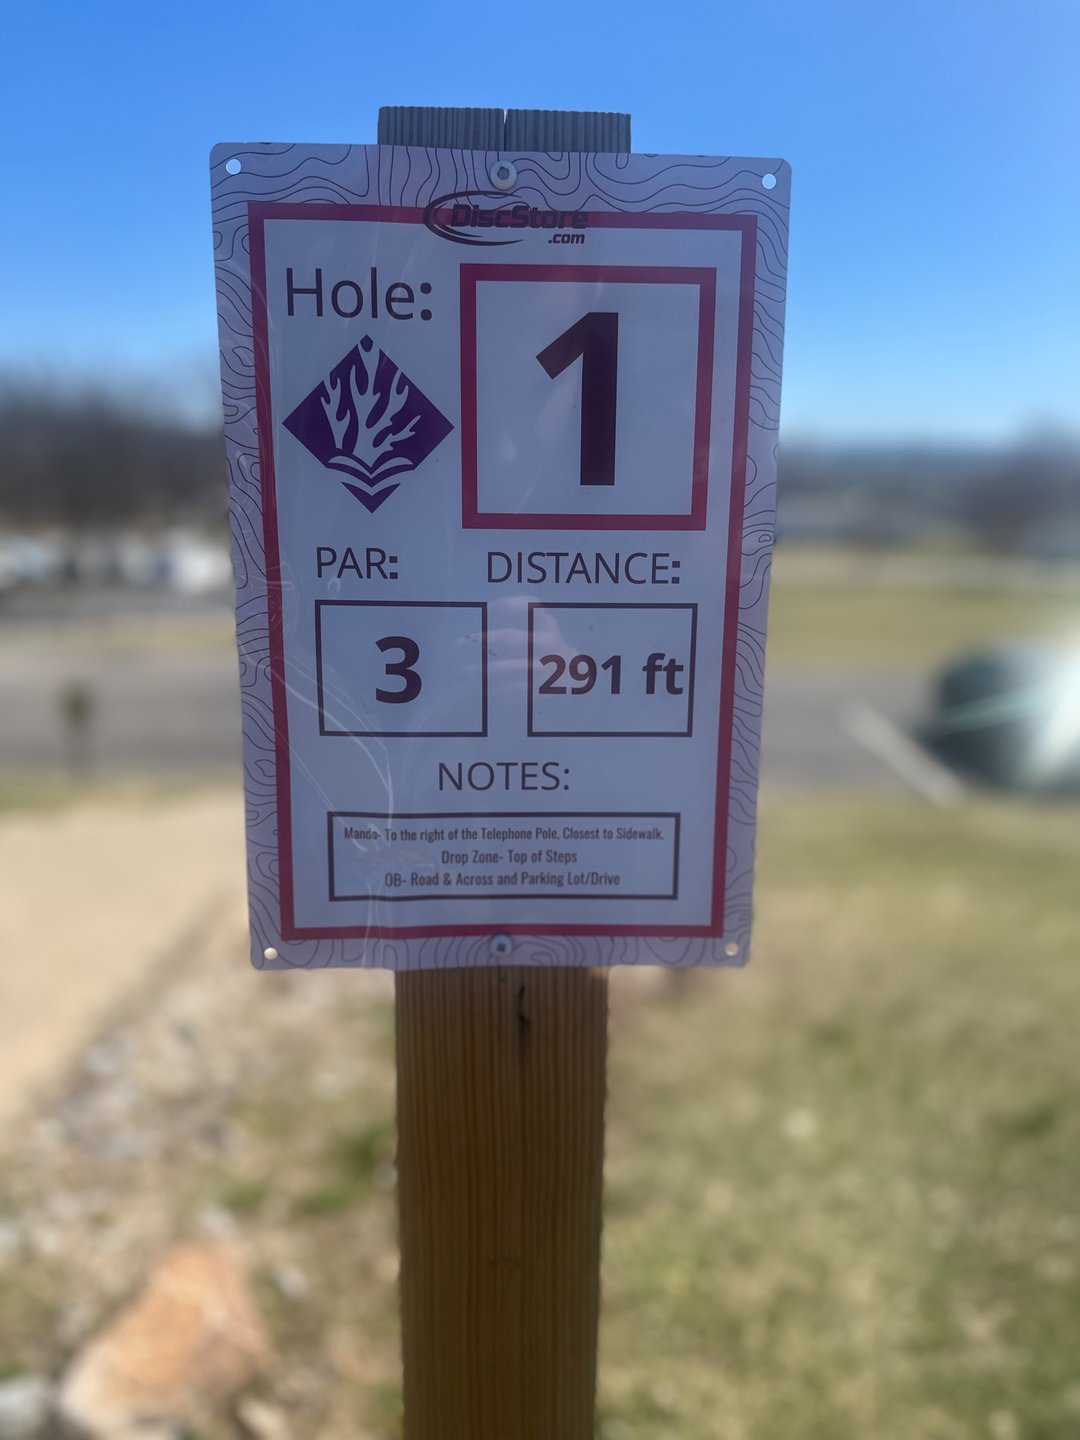 DiscStore
.com
Hole:
1
PAR:
DISTANCE:
3
291 ft
NOTES:
Mando- To the right of the Telephone Pole, Closest to Sidewalk.
Drop Zone- Top of Steps
OB- Road & Across and Parking Lot/Drive